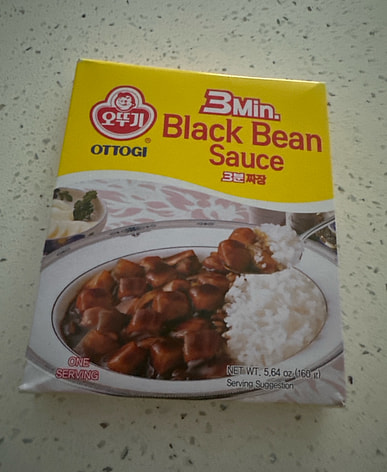 3Min.
오뚜기
Black Bean
OTTOGI®
Sauce
3분 짜장
ONE
SERVING
NET WT. 5.64 oz (160 g)
Serving Suggestion